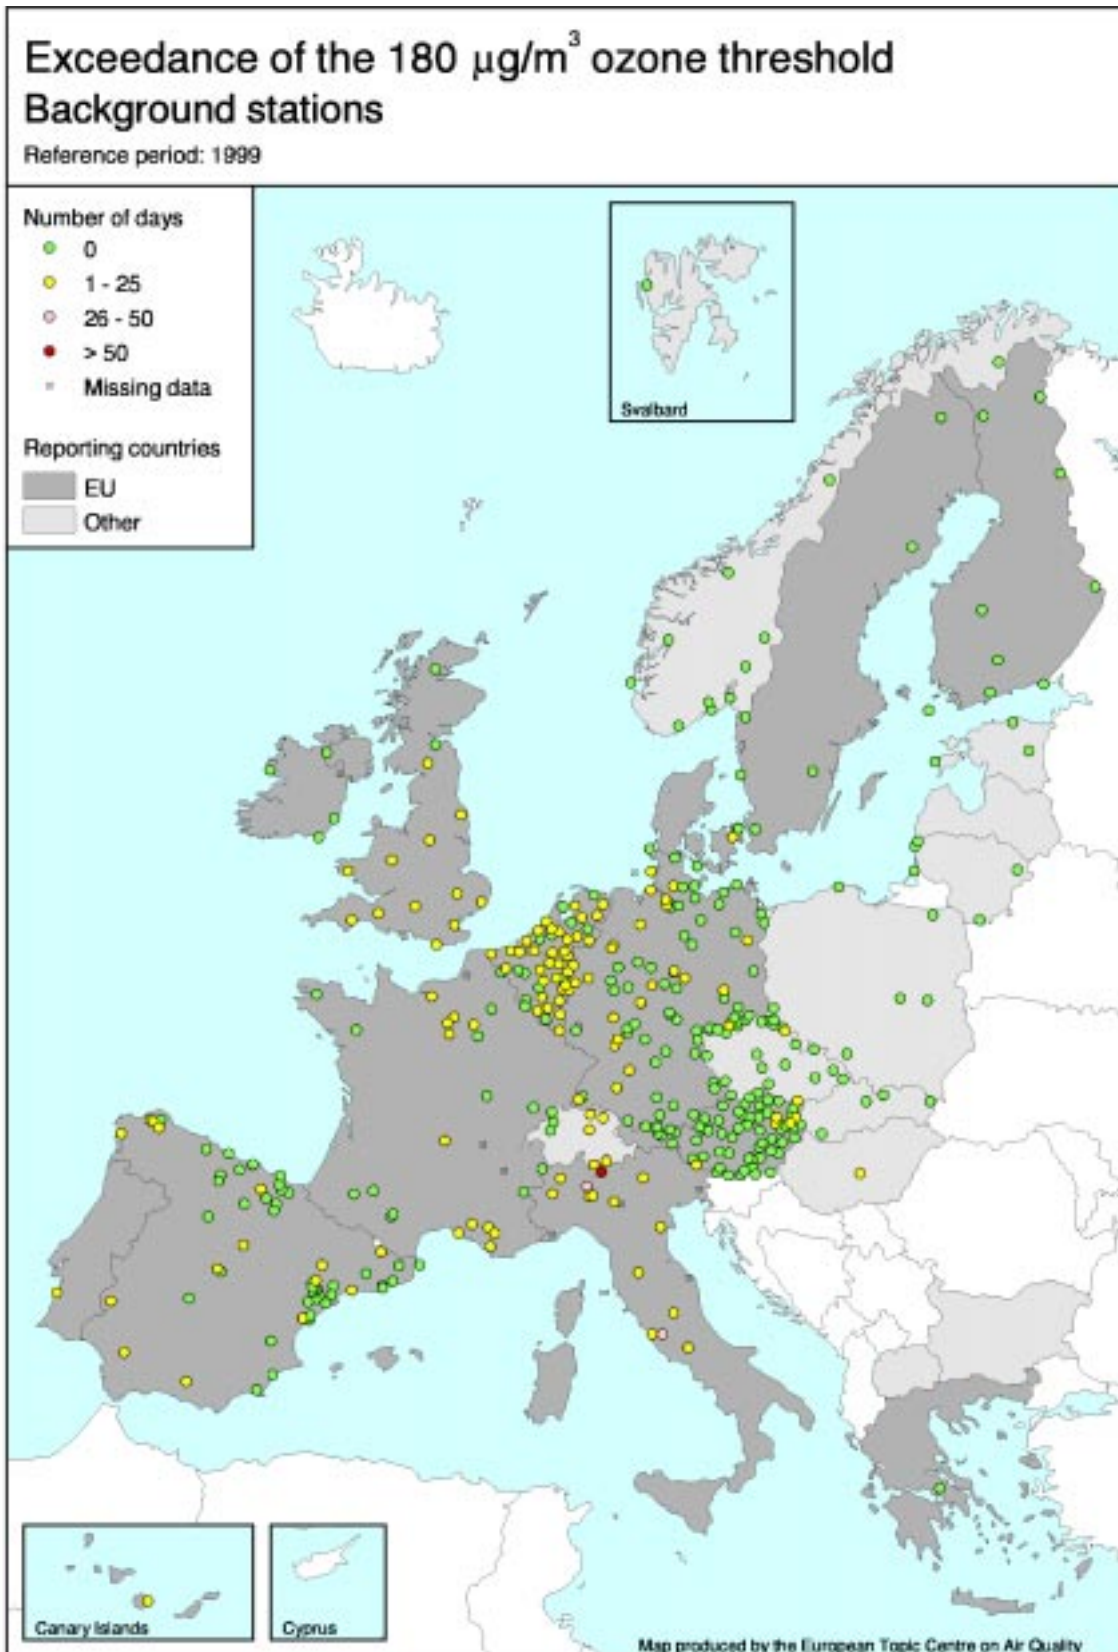 Exceedance of the 180 µg/m³ ozone threshold
Background stations
Reference period: 1999
Number of days
0
1 - 25
26 - 50
> 50
Missing data
Reporting countries
EU
Other
Svalbard
Canary Islands
Cyprus
Map produced by the European Topic Centre on Air Quality